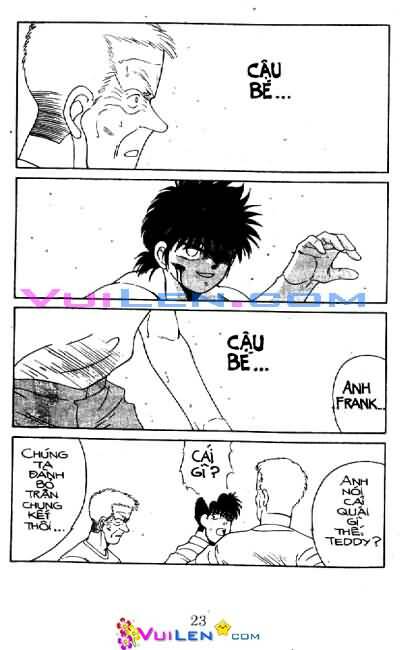 CẬU
BÉ...
VUILEN.COM
CẬU
BÉ...
ANH
FRANK..
CHÚNG
TA
ĐÀNH
BỎ
TRẬN
CHUNG
KẾT
THÔI...
CÁI
GÌ?
ANH
NÓI
CÁI
QUÁI
GÌ
THẾ,
TEDDY?
23
VUILEN.COM